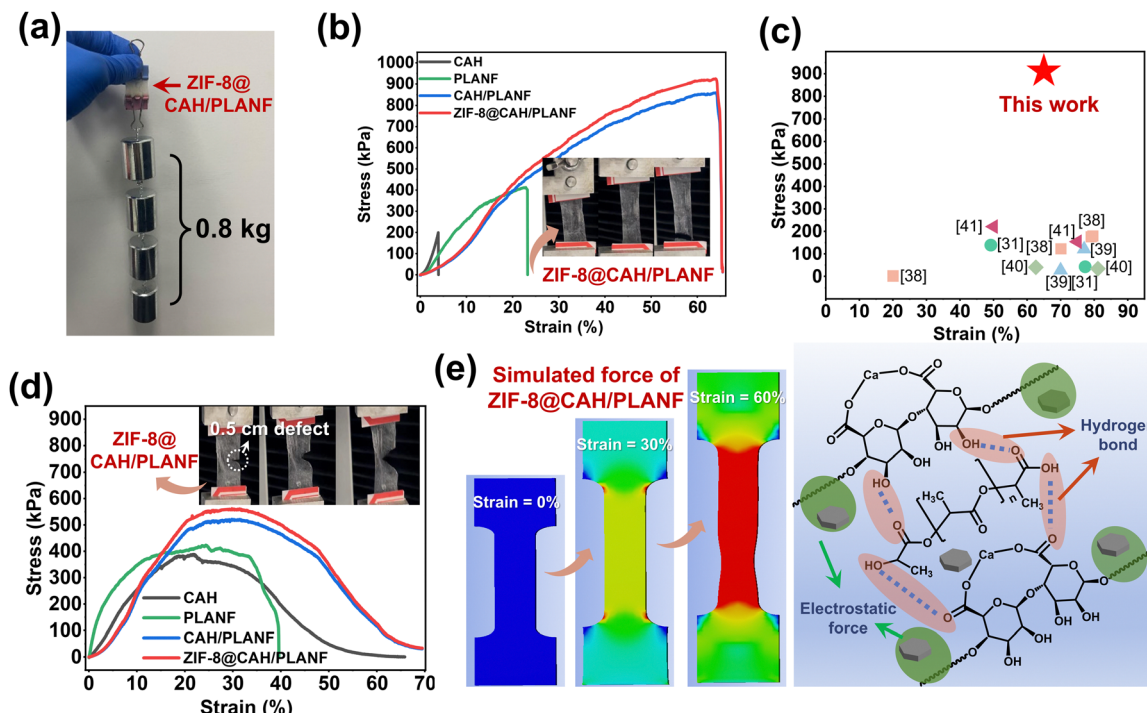 (a)
ZIF-8@
CAH/PLANF
0.8 kg
(b)
Stress (kPa)
1000
900
800
700
600
500
400
300
200
100
0
CAH
PLANF
CAH/PLANF
ZIF-8@CAH/PLANF
ZIF-8@CAH/PLANF
0 10 20 30 40 50 60
Strain (%)
(c)
Stress (kPa)
900
800
700
600
500
400
300
200
100
0
This work
[41]
[31]
[38]
[41]
[38]
[39]
[40]
[39]
[31]
[40]
[38]
20 30 40 50 60 70 80 90
10
Strain (%)
(d)
Stress (kPa)
900
800
700
600
500
400
300
200
100
000
ZIF-8@
CAH/PLANF
0.5 cm defect
CAH
PLANF
CAH/PLANF
ZIF-8@CAH/PLANF
0 10 20 30 40 50 60 70
Strain (%)
(e)
Simulated force of
ZIF-8@CAH/PLANF
Strain = 0%
Strain = 30%
Strain = 60%
Ca
O
O
O
O
O
O
O
O
OH
OH
OH
OH
HO
HO
Hydrogen
bond
O
OH
H₃C
CH₃
O
O
O
n
CH₃
HO
Ca
O
O
O
O
O
O
O
OH
OH
OH
OH
Electrostatic
force